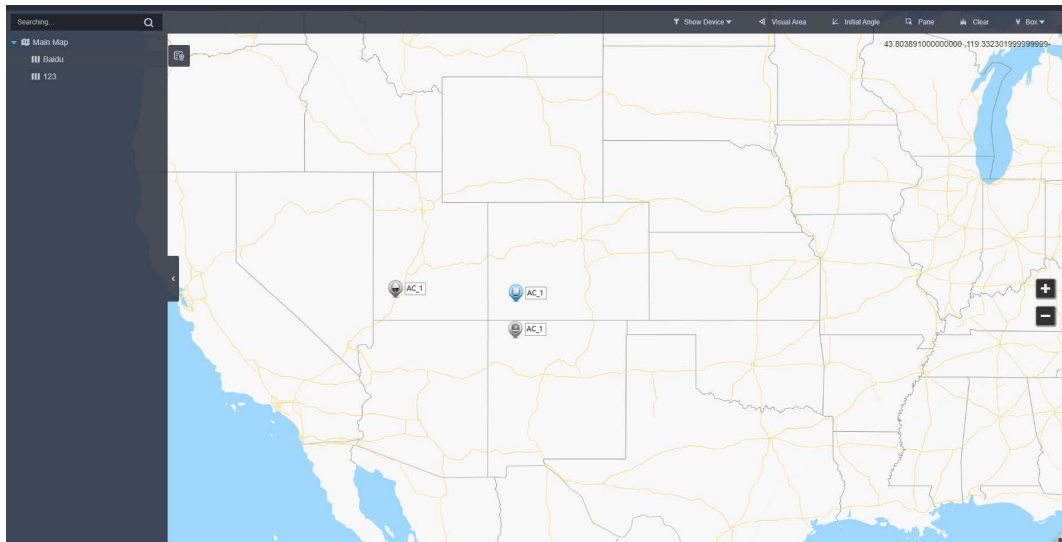 Searching...
Show Device
Visual Area
Initial Angle
Pane
Clear
Box
Main Map
Baidu
123
43.803891000000000-,119.332301999999999-
AC_1
AC_1
AC_1